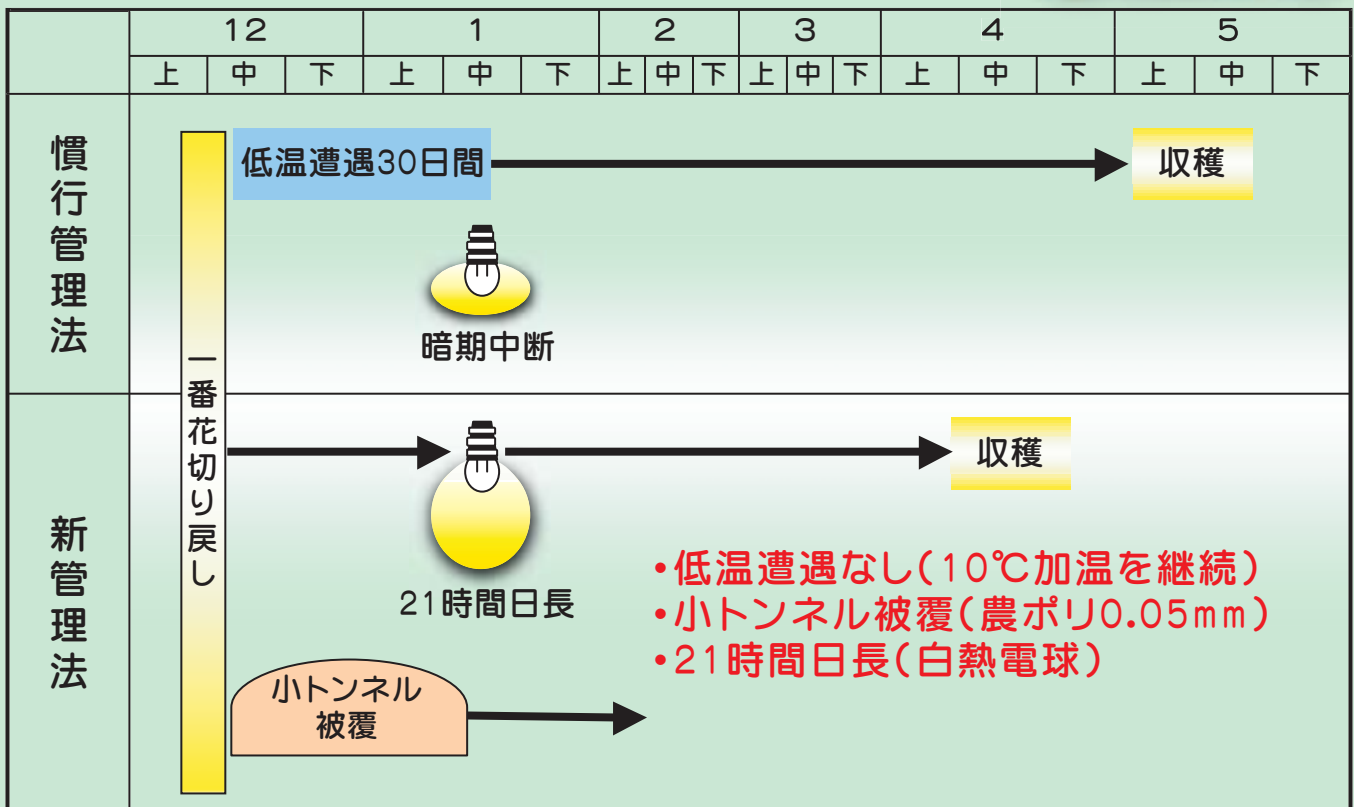 12 1 2 3 4 5
上 中 下 上 中 下 上 中 下 上 中 下 上 中 下 上 中 下
慣行管理法
一番花切り戻し
低温遭遇30日間
収穫
暗期中断
新管理法
収穫
21時間日長
•低温遭遇なし(10℃加温を継続)
•小トンネル被覆(農ポリ0.05mm)
•21時間日長(白熱電球)
小トンネル
被覆